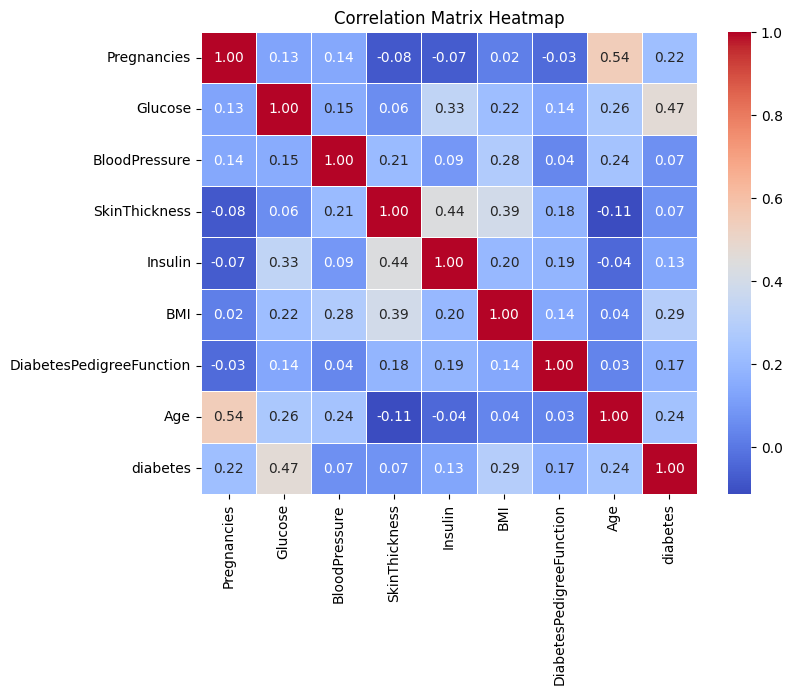 Correlation Matrix Heatmap
Pregnancies 1.00 0.13 0.14 -0.08 -0.07 0.02 -0.03 0.54 0.22
Glucose 0.13 1.00 0.15 0.06 0.33 0.22 0.14 0.26 0.47
BloodPressure 0.14 0.15 1.00 0.21 0.09 0.28 0.04 0.24 0.07
SkinThickness -0.08 0.06 0.21 1.00 0.44 0.39 0.18 -0.11 0.07
Insulin -0.07 0.33 0.09 0.44 1.00 0.20 0.19 -0.04 0.13
BMI 0.02 0.22 0.28 0.39 0.20 1.00 0.14 0.04 0.29
DiabetesPedigreeFunction -0.03 0.14 0.04 0.18 0.19 0.14 1.00 0.03 0.17
Age 0.54 0.26 0.24 -0.11 -0.04 0.04 0.03 1.00 0.24
diabetes 0.22 0.47 0.07 0.07 0.13 0.29 0.17 0.24 1.00
Pregnancies
Glucose
BloodPressure
SkinThickness
Insulin
BMI
DiabetesPedigreeFunction
Age
diabetes
1.0
0.8
0.6
0.4
0.2
0.0